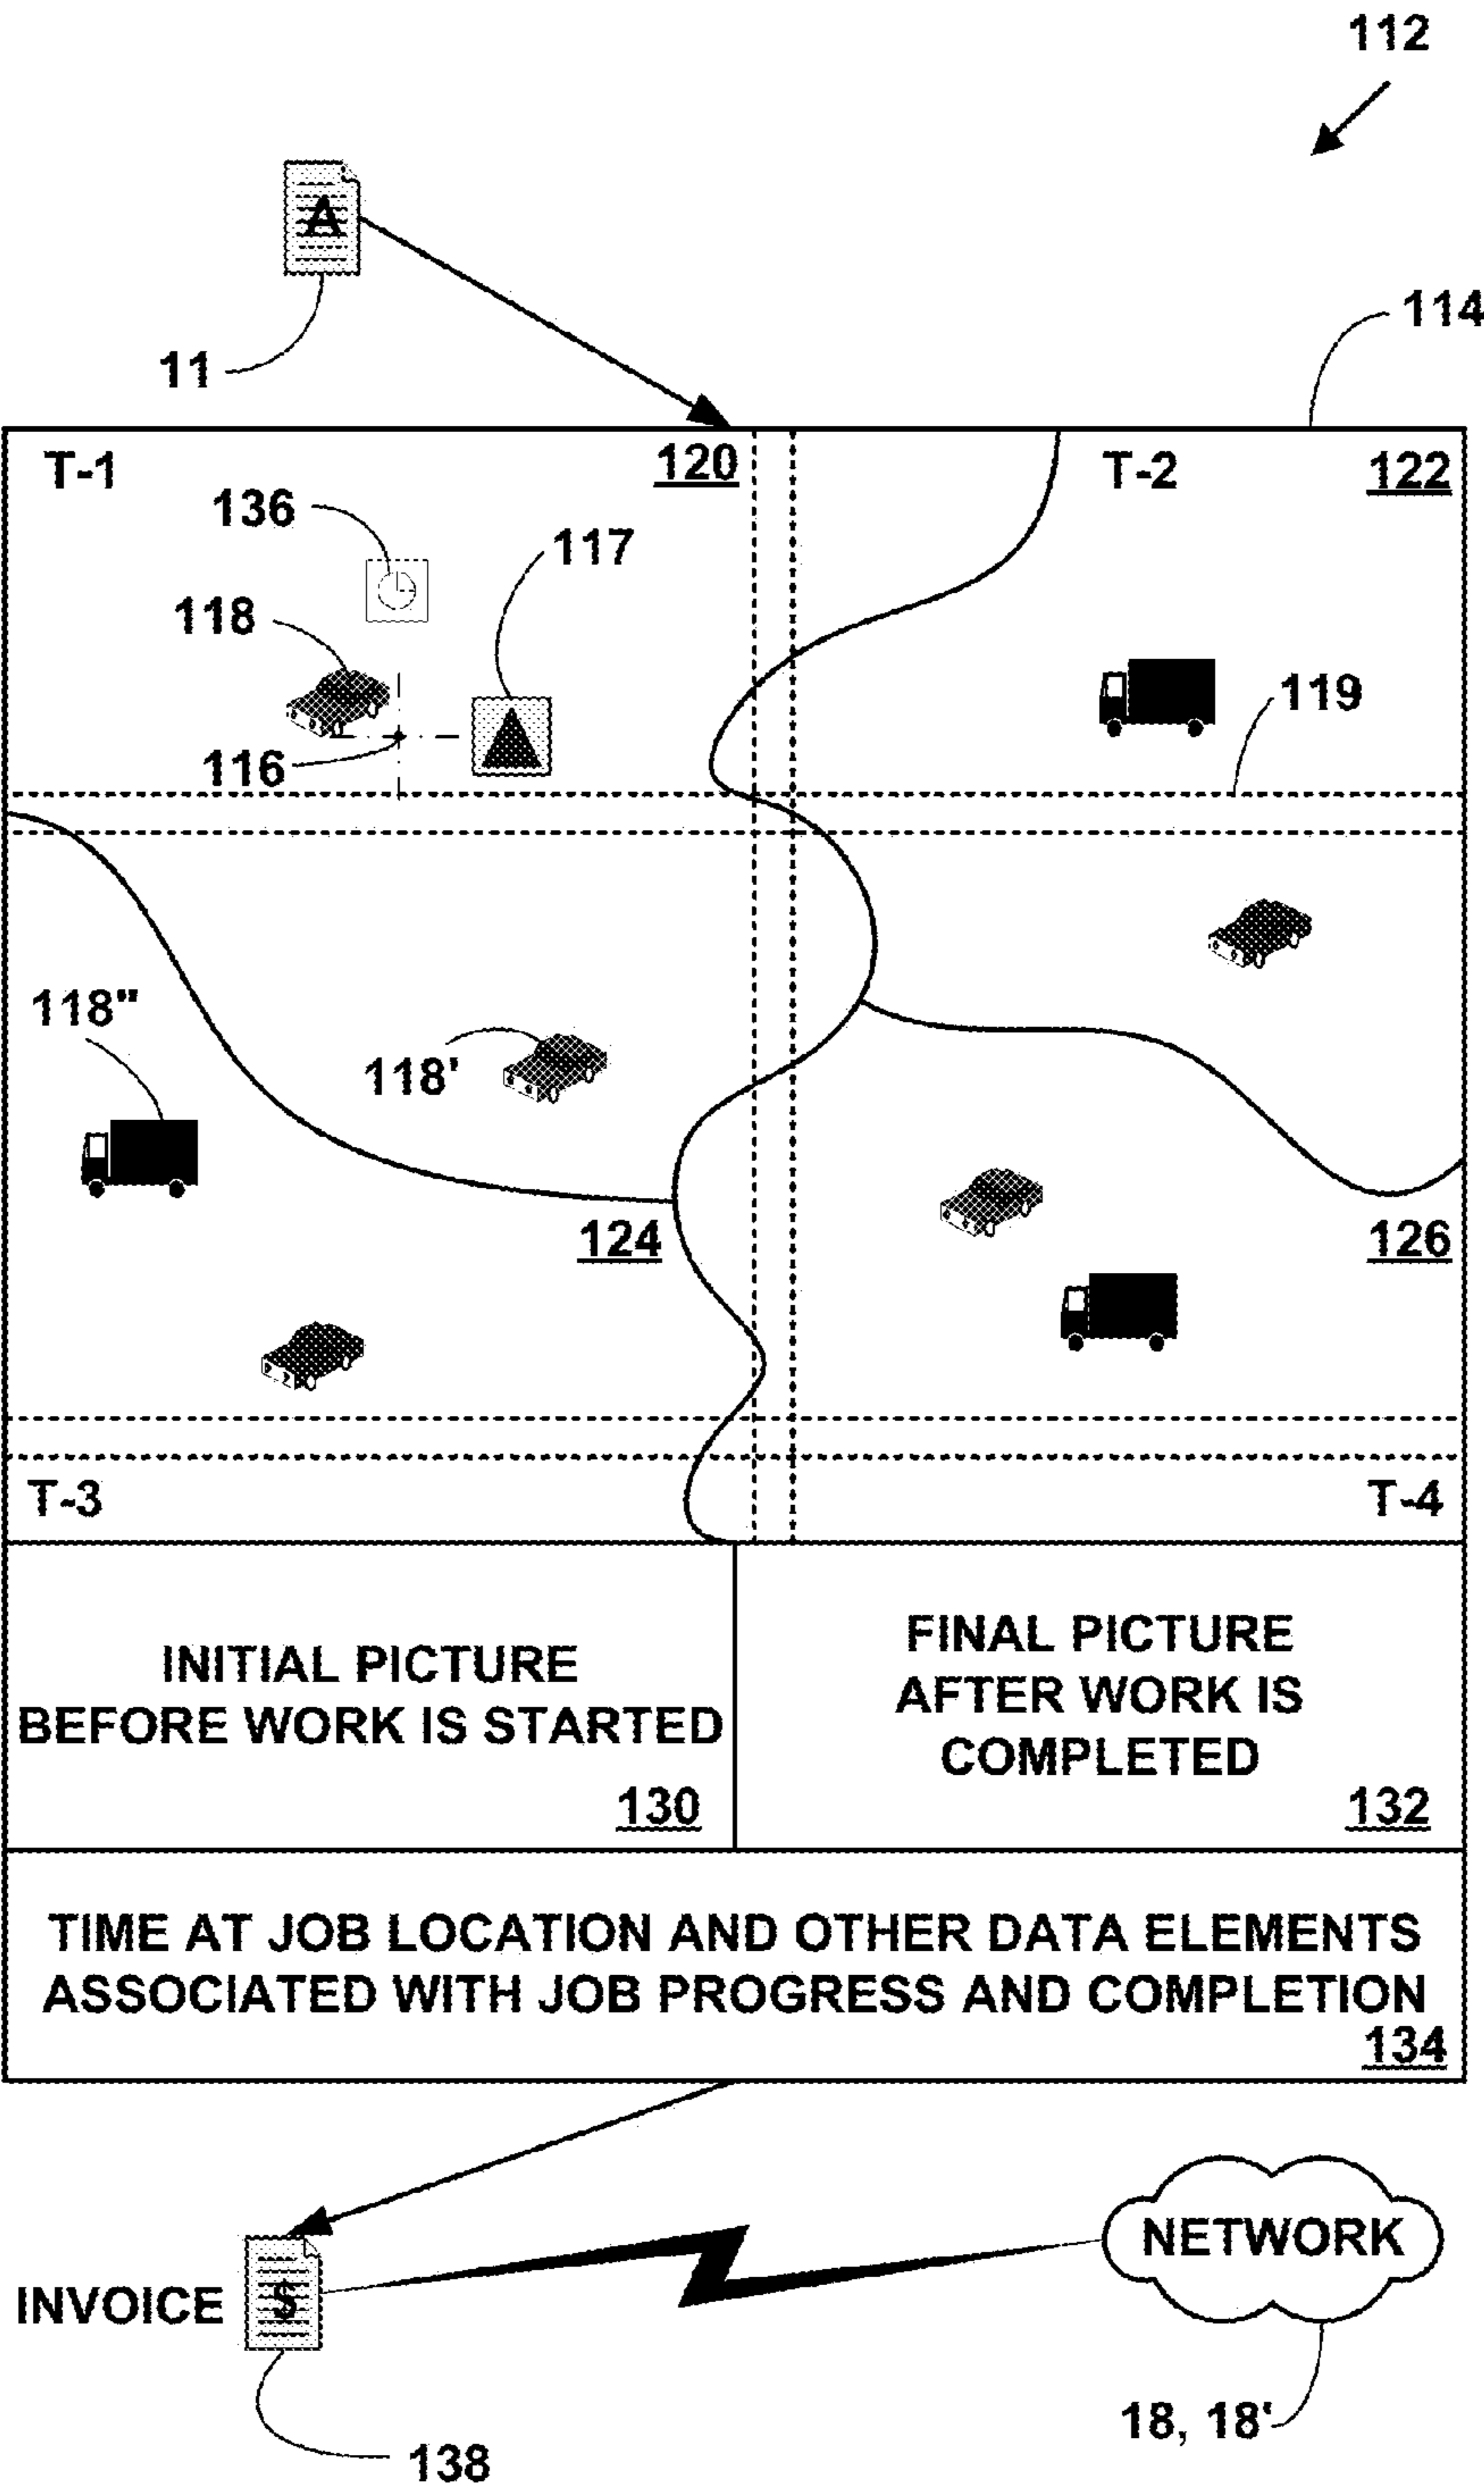 112
A
11
114
T-1
120
T-2
122
136
117
118
119
116
118"
118'
124
126
T-3
T-4
INITIAL PICTURE
BEFORE WORK IS STARTED
130
FINAL PICTURE
AFTER WORK IS
COMPLETED
132
TIME AT JOB LOCATION AND OTHER DATA ELEMENTS
ASSOCIATED WITH JOB PROGRESS AND COMPLETION
134
NETWORK
INVOICE
$
18, 18'
138